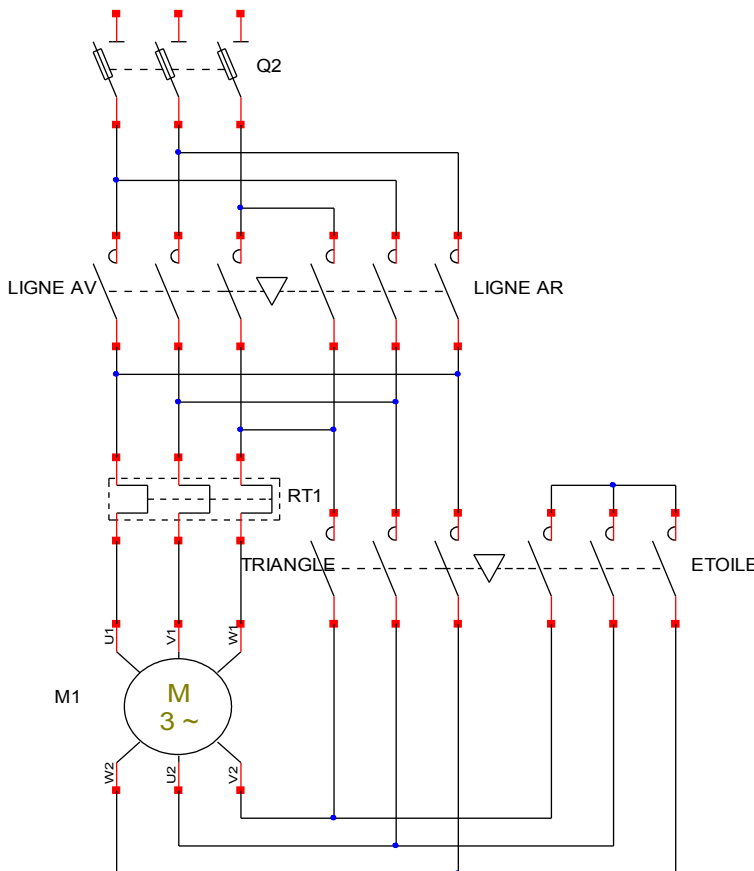 Q2
LIGNE AV
LIGNE AR
RT1
TRIANGLE
ETOILE
U1
V1
W1
M1
M
3 ~
W2
U2
V2